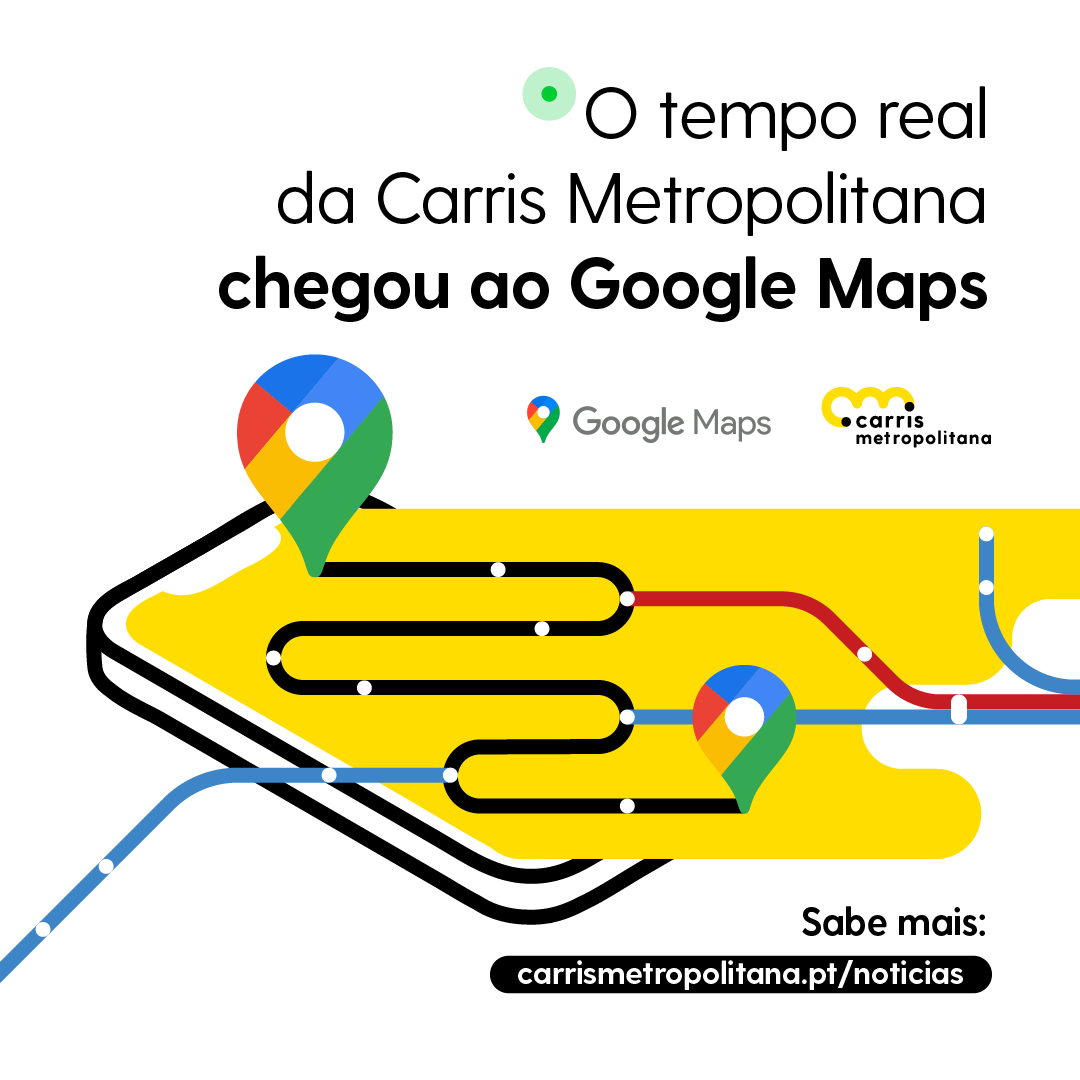 O tempo real
da Carris Metropolitana
chegou ao Google Maps
Google Maps
carris
metropolitana
Sabe mais:
carrismetropolitana.pt/noticias